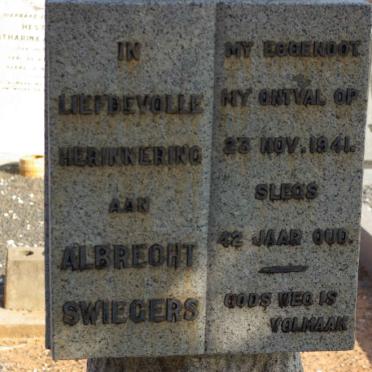 IN
LIEFDEVOLLE
HERINNERING
AAN
ALBRECHT
SWIEGERS
MY EGGENOOT.
MY ONTVAL OP
23 NOV. 1941.
SLEGS
42 JAAR OUD.
GODS WEG IS
VOLMAAK